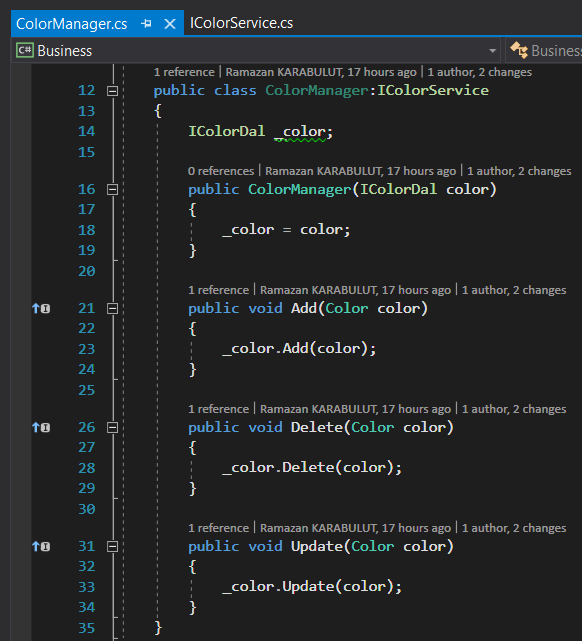 ColorManager.cs IColorService.cs
C# Business Business
1 reference | Ramazan KARABULUT, 17 hours ago | 1 author, 2 changes
12 public class ColorManager:IColorService
13 {
14 IColorDal _color;
15
0 references | Ramazan KARABULUT, 17 hours ago | 1 author, 2 changes
16 public ColorManager(IColorDal color)
17 {
18 _color = color;
19 }
20
1 reference | Ramazan KARABULUT, 17 hours ago | 1 author, 2 changes
21 public void Add(Color color)
22 {
23 _color.Add(color);
24 }
25
1 reference | Ramazan KARABULUT, 17 hours ago | 1 author, 2 changes
26 public void Delete(Color color)
27 {
28 _color.Delete(color);
29 }
30
1 reference | Ramazan KARABULUT, 17 hours ago | 1 author, 2 changes
31 public void Update(Color color)
32 {
33 _color.Update(color);
34 }
35 }